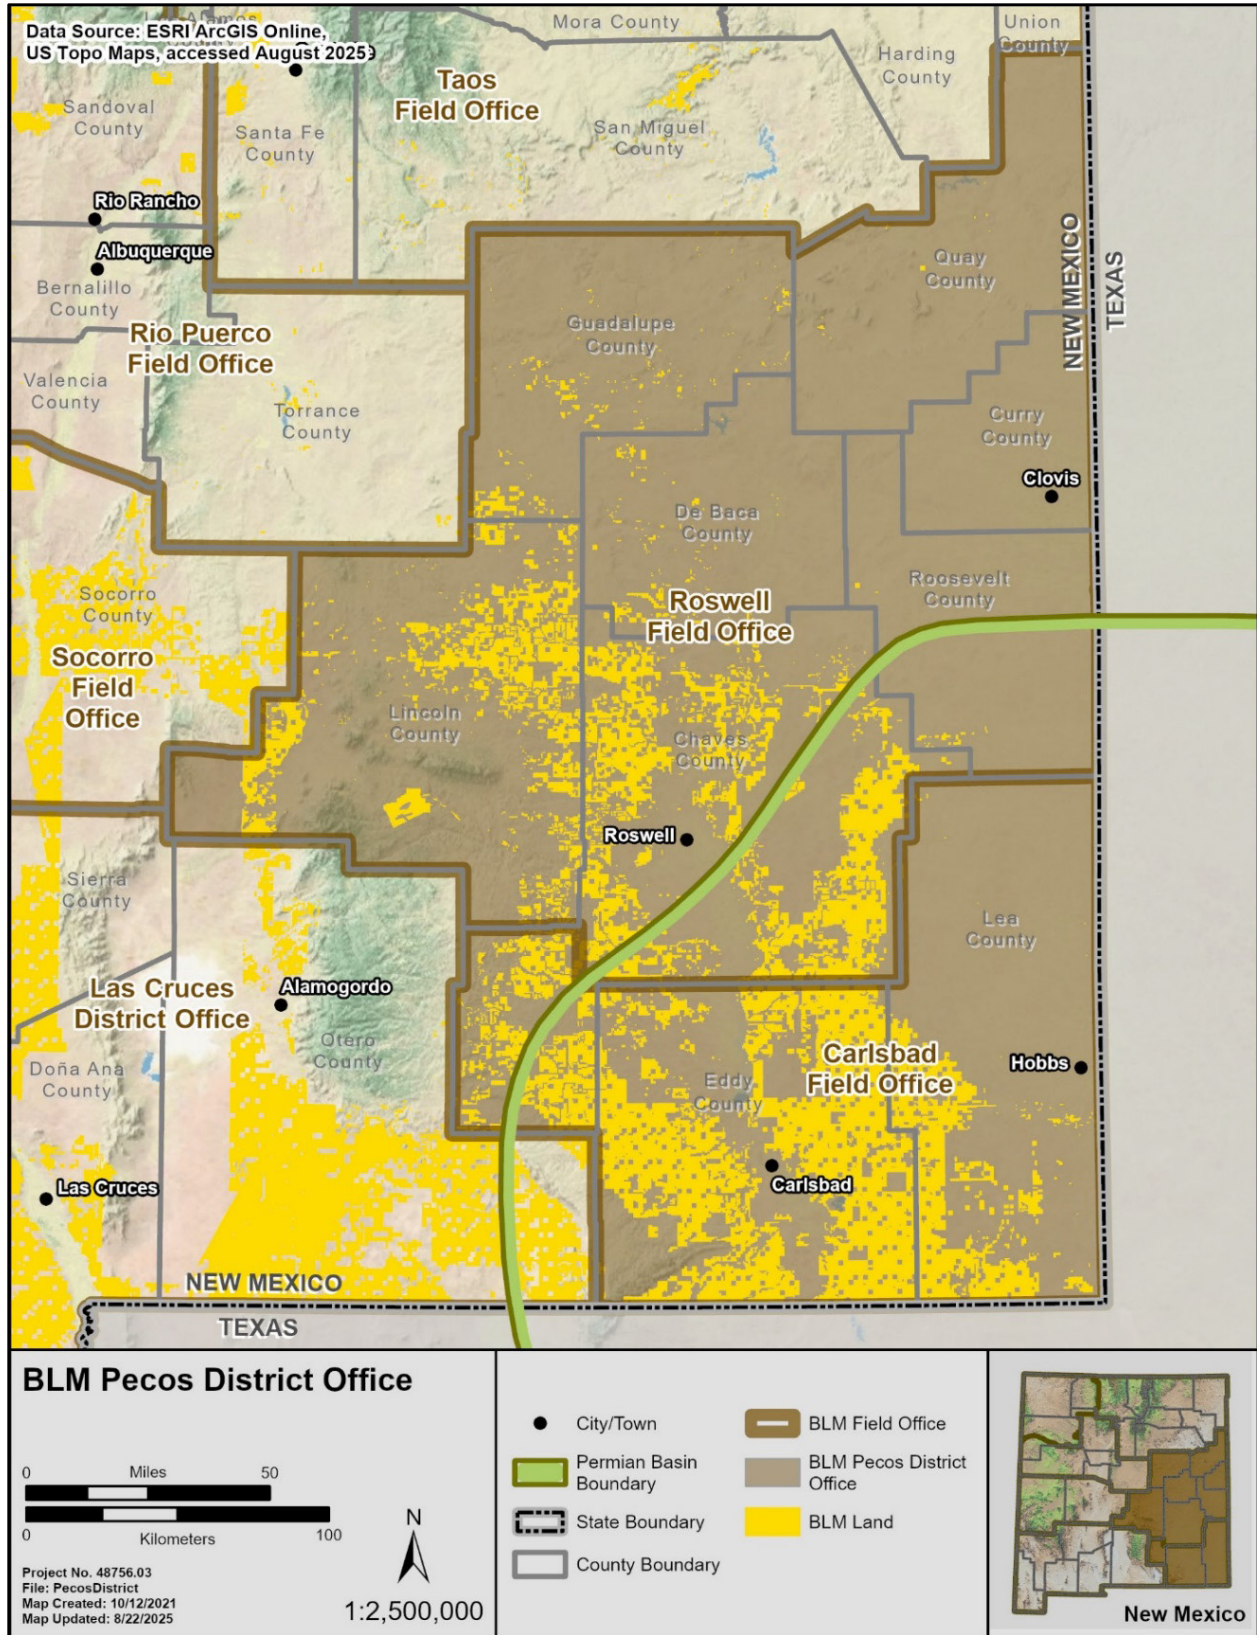 Los Alamos
Data Source: ESRI ArcGIS Online,
US Topo Maps, accessed August 2025
Mora County
Union
County
Harding
County
Taos
Field Office
Sandoval
County
Santa Fe
County
San Miguel
County
Rio Rancho
Albuquerque
Bernalillo
County
Quay
County
NEW MEXICO
TEXAS
Guadalupe
County
Rio Puerco
Field Office
Valencia
County
Torrance
County
Curry
County
Clovis
De Baca
County
Socorro
County
Roosevelt
County
Roswell
Field Office
Socorro
Field
Office
Lincoln
County
Chaves
County
Roswell
Sierra
County
Lea
County
Las Cruces
District Office
Alamogordo
Otero
County
Doña Ana
County
Carlsbad
Field Office
Hobbs
Eddy
County
Las Cruces
Carlsbad
NEW MEXICO
TEXAS
BLM Pecos District Office
0 Miles 50
0 Kilometers 100
N
1:2,500,000
Project No. 48756.03
File: PecosDistrict
Map Created: 10/12/2021
Map Updated: 8/22/2025
City/Town
Permian Basin
Boundary
State Boundary
County Boundary
BLM Field Office
BLM Pecos District
Office
BLM Land
New Mexico